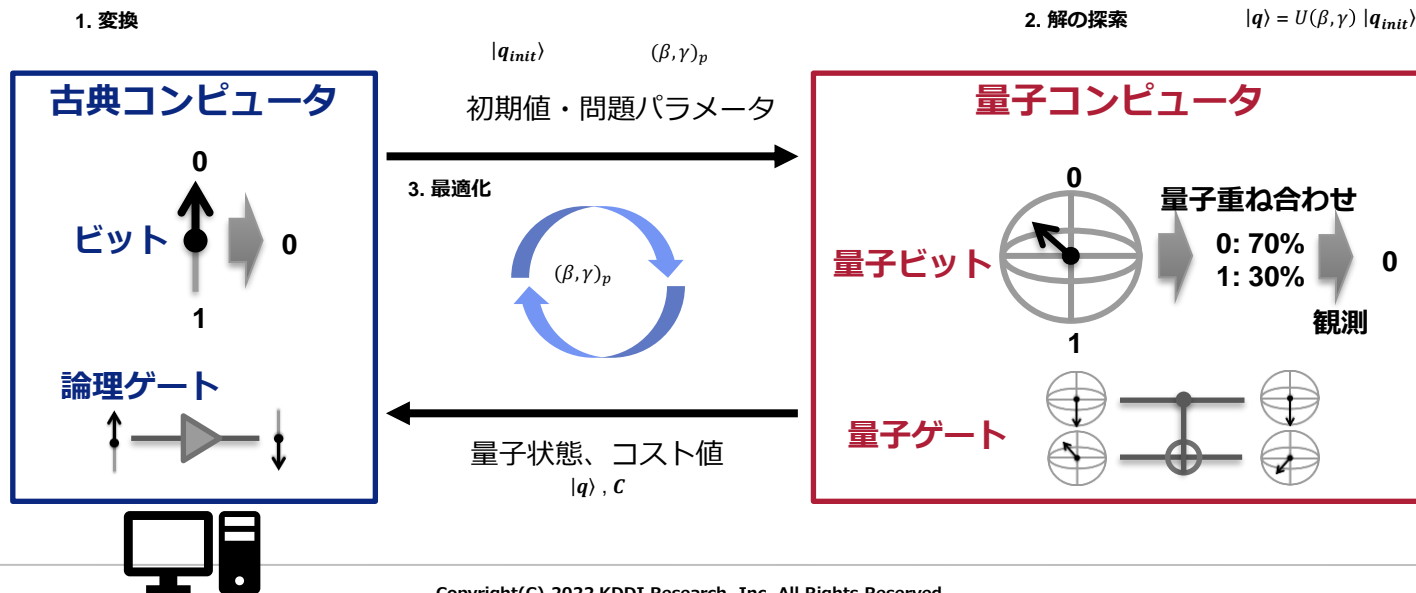 1. 変換
2. 解の探索
|q⟩ = U(β,γ) |q_init⟩
|q_init⟩
(β,γ)_p
初期値・問題パラメータ
古典コンピュータ
0
ビット
0
1
論理ゲート
3. 最適化
(β,γ)_p
量子状態、コスト値
|q⟩ , C
量子コンピュータ
0
量子ビット
量子重ね合わせ
0: 70%
1: 30%
0
観測
1
量子ゲート
Copyright(C) 2022 KDDI Research, Inc. All Rights Reserved